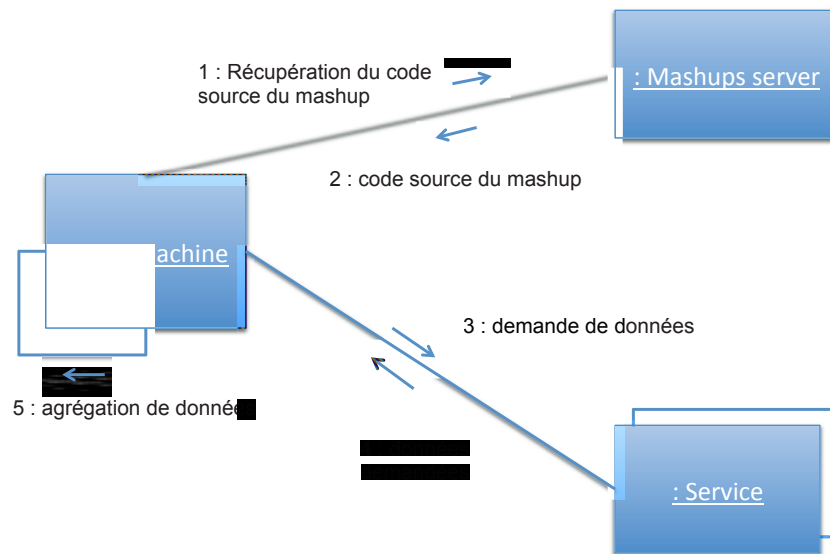 1 : Récupération du code
source du mashup
: Mashups server
2 : code source du mashup
achine
3 : demande de données
5 : agrégation de donné
: Service